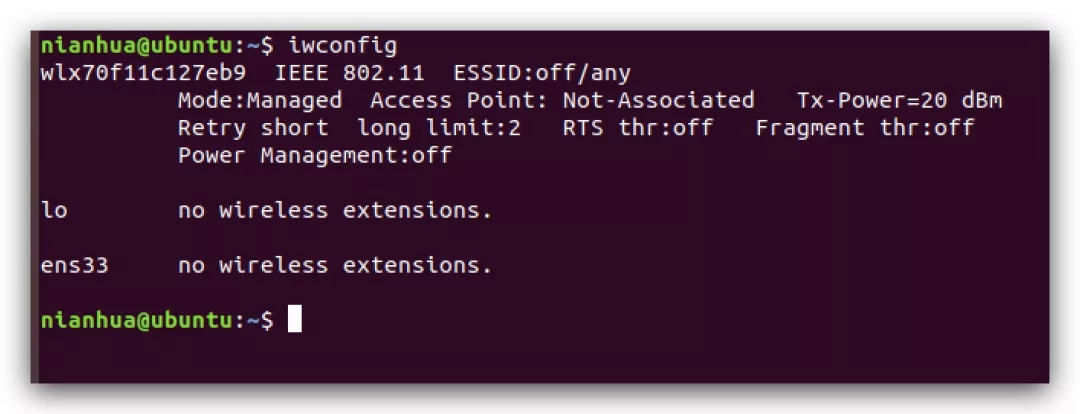 nianhua@ubuntu:~$ iwconfig
wlx70f11c127eb9  IEEE 802.11  ESSID:off/any
          Mode:Managed  Access Point: Not-Associated   Tx-Power=20 dBm
          Retry short  long limit:2   RTS thr:off   Fragment thr:off
          Power Management:off

lo        no wireless extensions.

ens33     no wireless extensions.

nianhua@ubuntu:~$